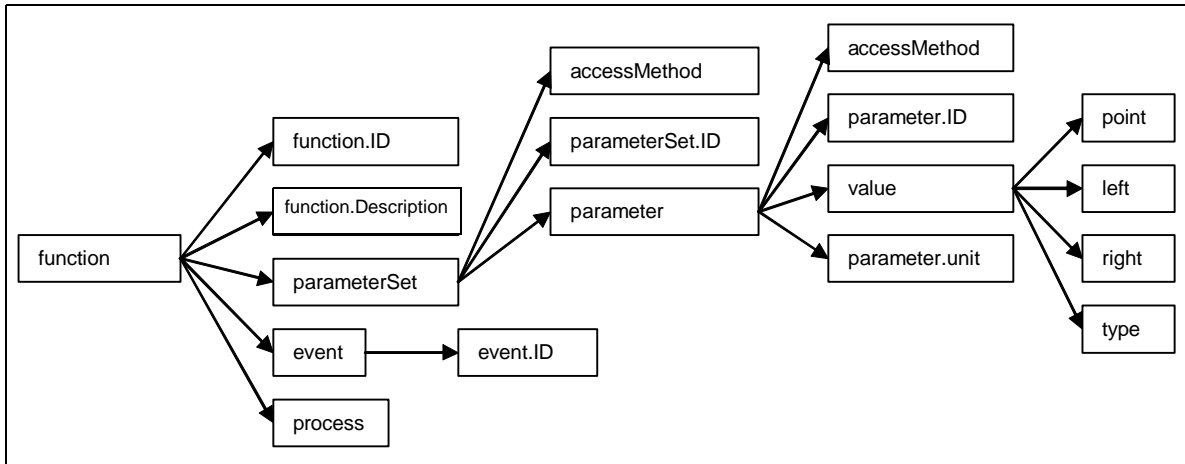 function
function.ID
function.Description
parameterSet
event
process
event.ID
accessMethod
parameterSet.ID
parameter
accessMethod
parameter.ID
value
parameter.unit
point
left
right
type